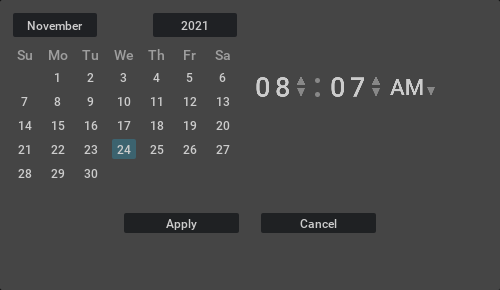 November 2021
Su Mo Tu We Th Fr Sa
1 2 3 4 5 6
7 8 9 10 11 12 13
14 15 16 17 18 19 20
21 22 23 24 25 26 27
28 29 30
08 : 07 AM
Apply Cancel